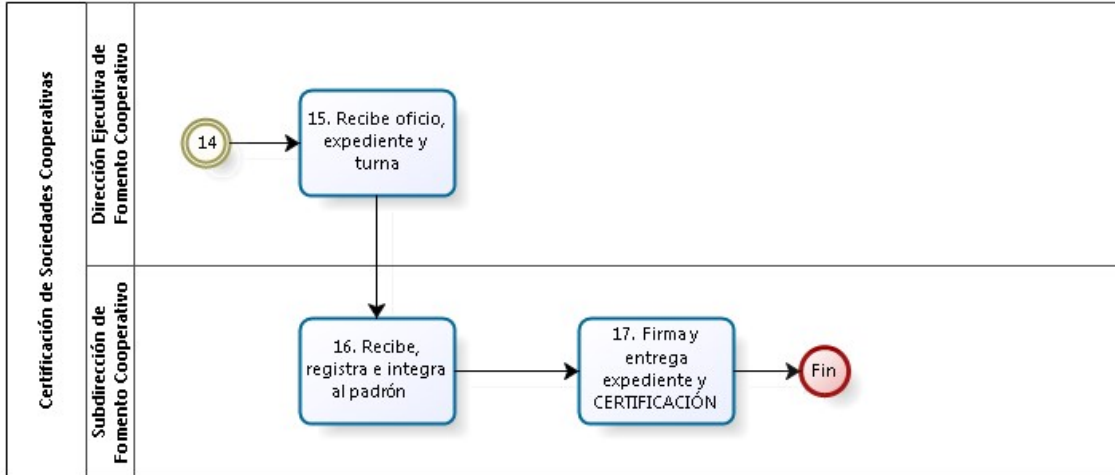 Certificación de Sociedades Cooperativas
Dirección Ejecutiva de
Fomento Cooperativo
14
15. Recibe oficio,
expediente y
turna
Subdirección de
Fomento Cooperativo
16. Recibe,
registra e integra
al padrón
17. Firma y
entrega
expediente y
CERTIFICACIÓN
Fin